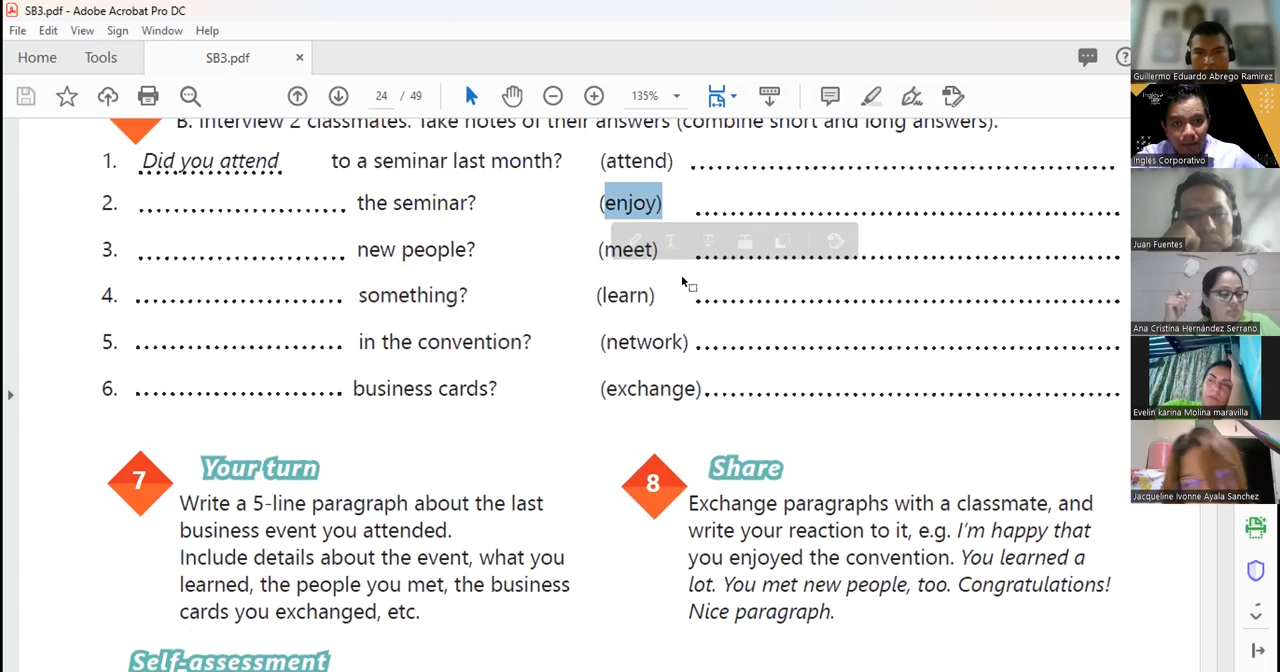 SB3.pdf - Adobe Acrobat Pro DC
File Edit View Sign Window Help
Home Tools SB3.pdf ×
24 / 49 135%
B. Interview 2 classmates. Take notes of their answers (combine short and long answers).
1. Did you attend to a seminar last month? (attend)
2. the seminar? (enjoy)
3. new people? (meet)
4. something? (learn)
5. in the convention? (network)
6. business cards? (exchange)
7 Your turn
Write a 5-line paragraph about the last
business event you attended.
Include details about the event, what you
learned, the people you met, the business
cards you exchanged, etc.
8 Share
Exchange paragraphs with a classmate, and
write your reaction to it, e.g. I'm happy that
you enjoyed the convention. You learned a
lot. You met new people, too. Congratulations!
Nice paragraph.
Self-assessment
Guillermo Eduardo Abrego Ramirez
Ingles Corporativo
Juan Fuentes
Ana Cristina Hernández Serrano
Evelin karina Molina maravilla
Jacqueline Ivonne Ayala Sanchez